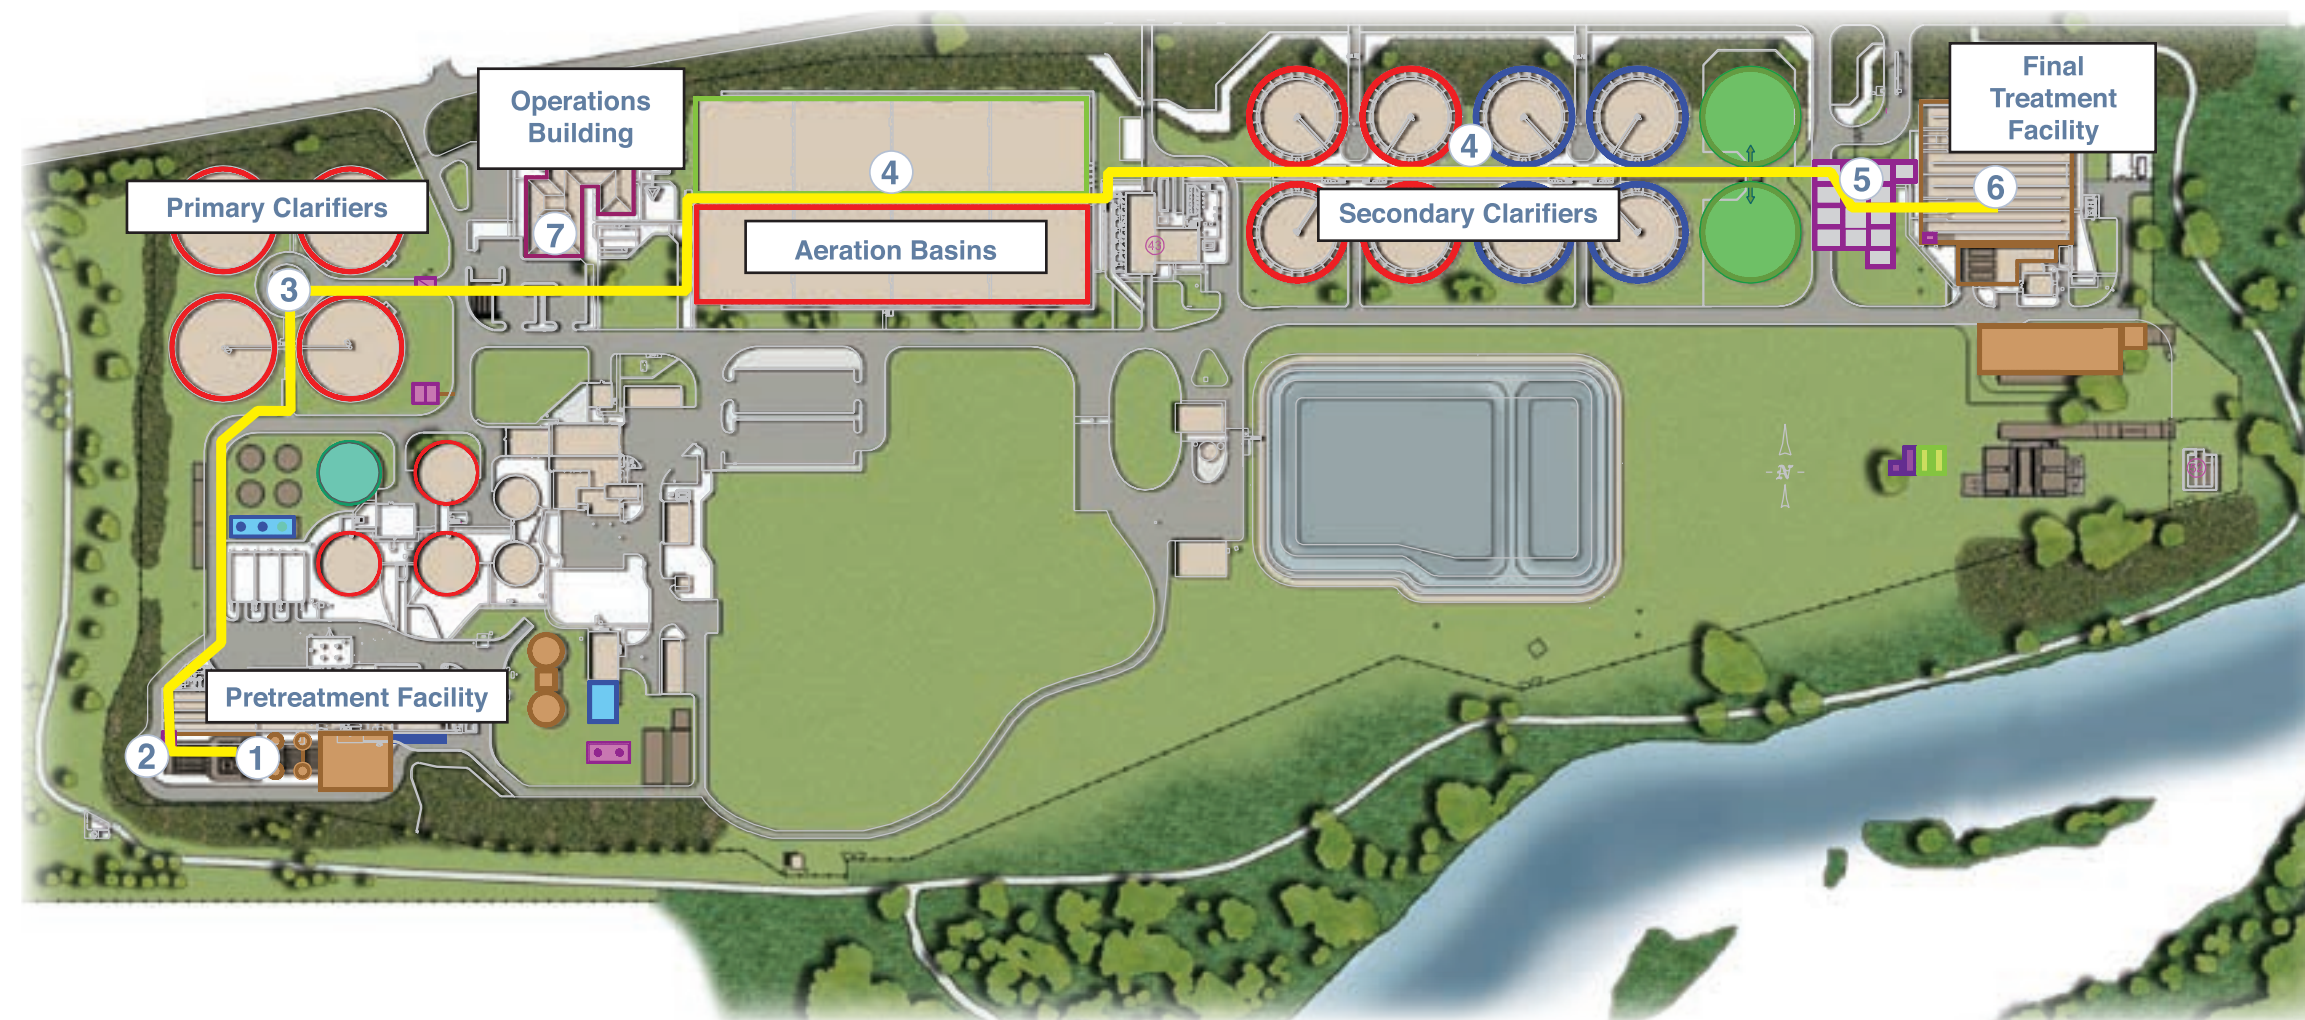 Final
Treatment
Facility
Operations
Building
4
4
5
6
Primary Clarifiers
Secondary Clarifiers
7
Aeration Basins
43
3
N
Pretreatment Facility
2
1